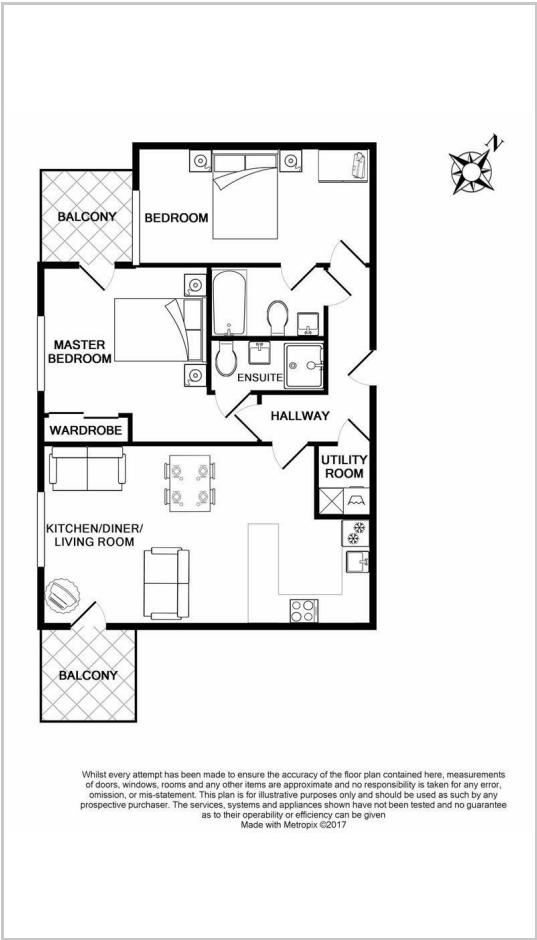 N
BALCONY
BEDROOM
MASTER
BEDROOM
ENSUITE
HALLWAY
WARDROBE
UTILITY
ROOM
KITCHEN/DINER/
LIVING ROOM
BALCONY
Whilst every attempt has been made to ensure the accuracy of the floor plan contained here, measurements
of doors, windows, rooms and any other items are approximate and no responsibility is taken for any error,
omission, or mis-statement. This plan is for illustrative purposes only and should be used as such by any
prospective purchaser. The services, systems and appliances shown have not been tested and no guarantee
as to their operability or efficiency can be given
Made with Metropix ©2017